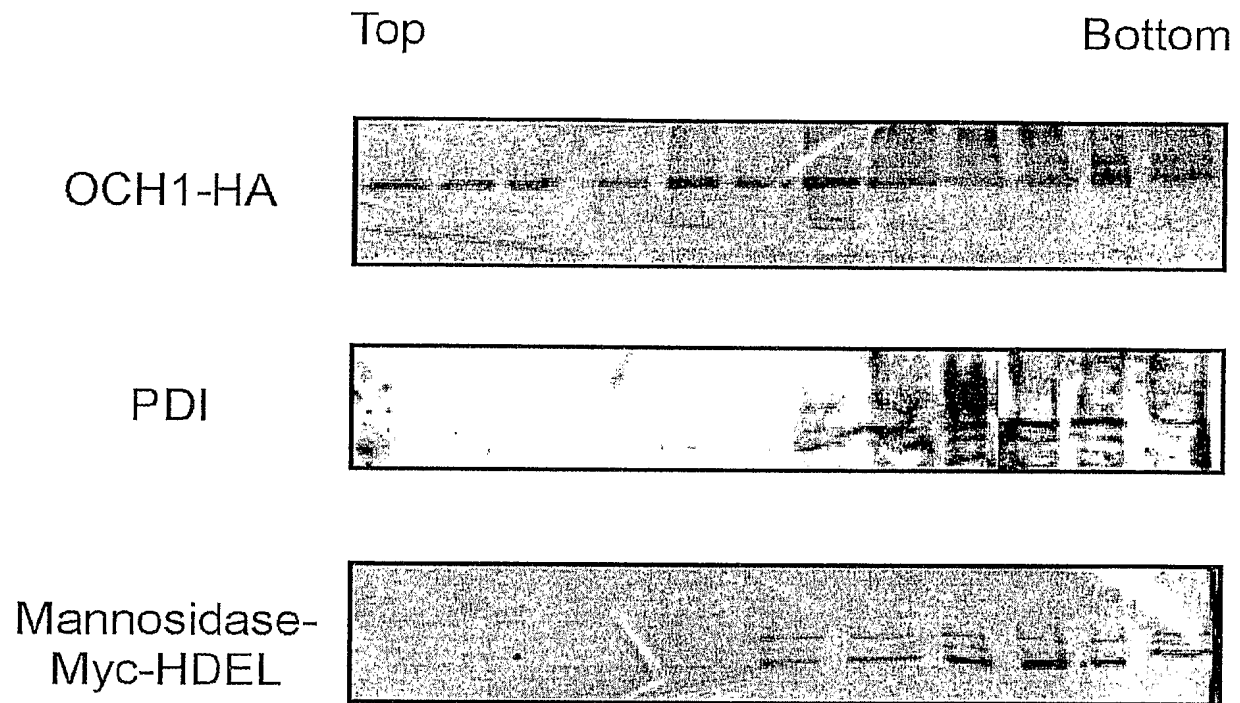 Top
Bottom
OCH1-HA
PDI
Mannosidase-
Myc-HDEL